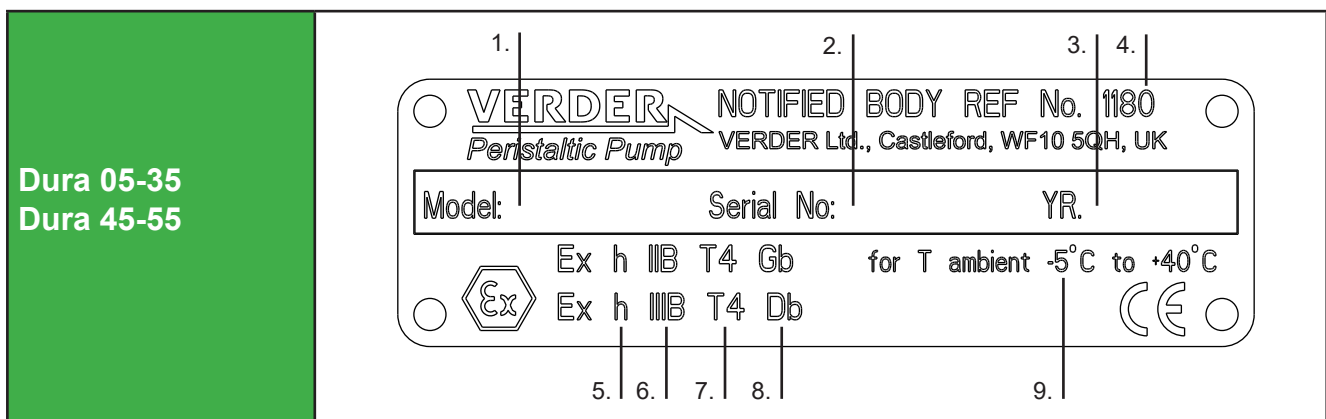 Dura 05-35
Dura 45-55
1. 2. 3. 4.
VERDER NOTIFIED BODY REF No. 1180
Peristaltic Pump VERDER Ltd., Castleford, WF10 5QH, UK
Model: Serial No: YR.
Ex h IIB T4 Gb for T ambient -5°C to +40°C
Ex Ex h IIIB T4 Db CE
5. 6. 7. 8. 9.